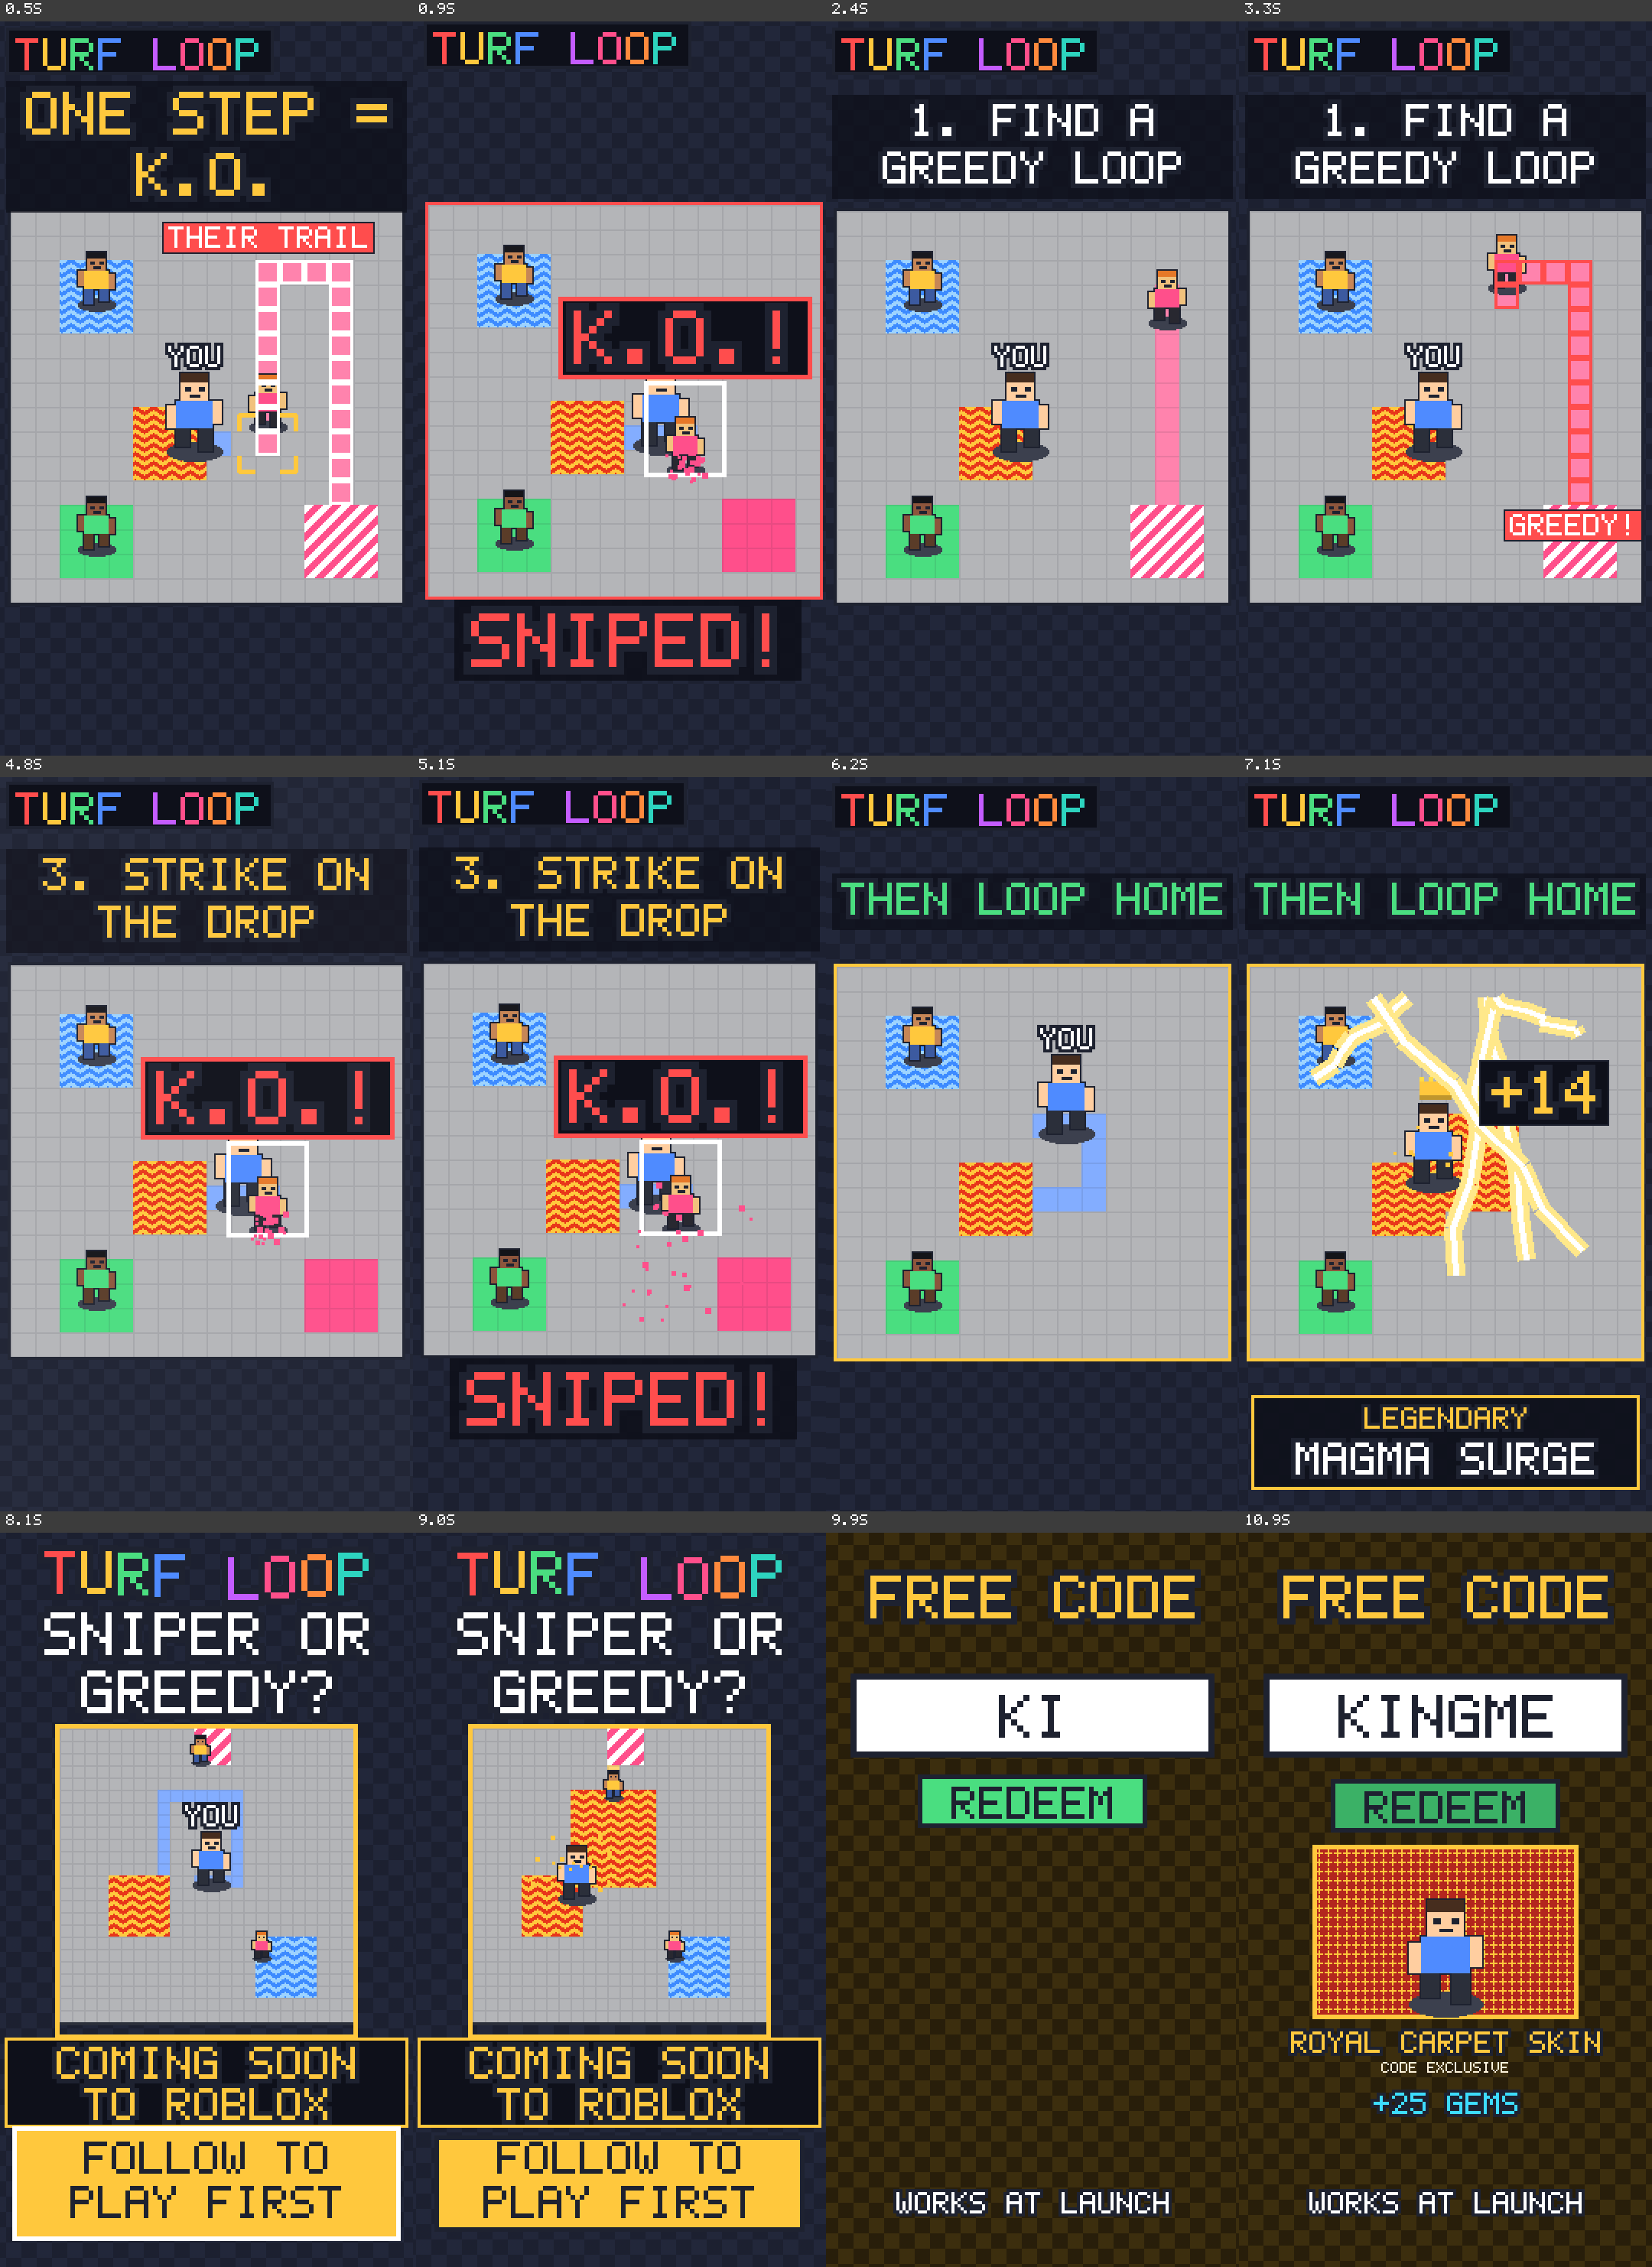 0.5S
TURF LOOP
ONE STEP =
K.O.
THEIR TRAIL
YOU
0.9S
TURF LOOP
K.O.!
SNIPED!
2.4S
TURF LOOP
1. FIND A
GREEDY LOOP
YOU
3.3S
TURF LOOP
1. FIND A
GREEDY LOOP
YOU
GREEDY!
4.8S
TURF LOOP
3. STRIKE ON
THE DROP
K.O.!
5.1S
TURF LOOP
3. STRIKE ON
THE DROP
K.O.!
SNIPED!
6.2S
TURF LOOP
THEN LOOP HOME
YOU
7.1S
TURF LOOP
THEN LOOP HOME
+14
LEGENDARY
MAGMA SURGE
8.1S
TURF LOOP
SNIPER OR
GREEDY?
YOU
COMING SOON
TO ROBLOX
FOLLOW TO
PLAY FIRST
9.0S
TURF LOOP
SNIPER OR
GREEDY?
COMING SOON
TO ROBLOX
FOLLOW TO
PLAY FIRST
9.9S
FREE CODE
KI
REDEEM
WORKS AT LAUNCH
10.9S
FREE CODE
KINGME
REDEEM
ROYAL CARPET SKIN
CODE EXCLUSIVE
+25 GEMS
WORKS AT LAUNCH